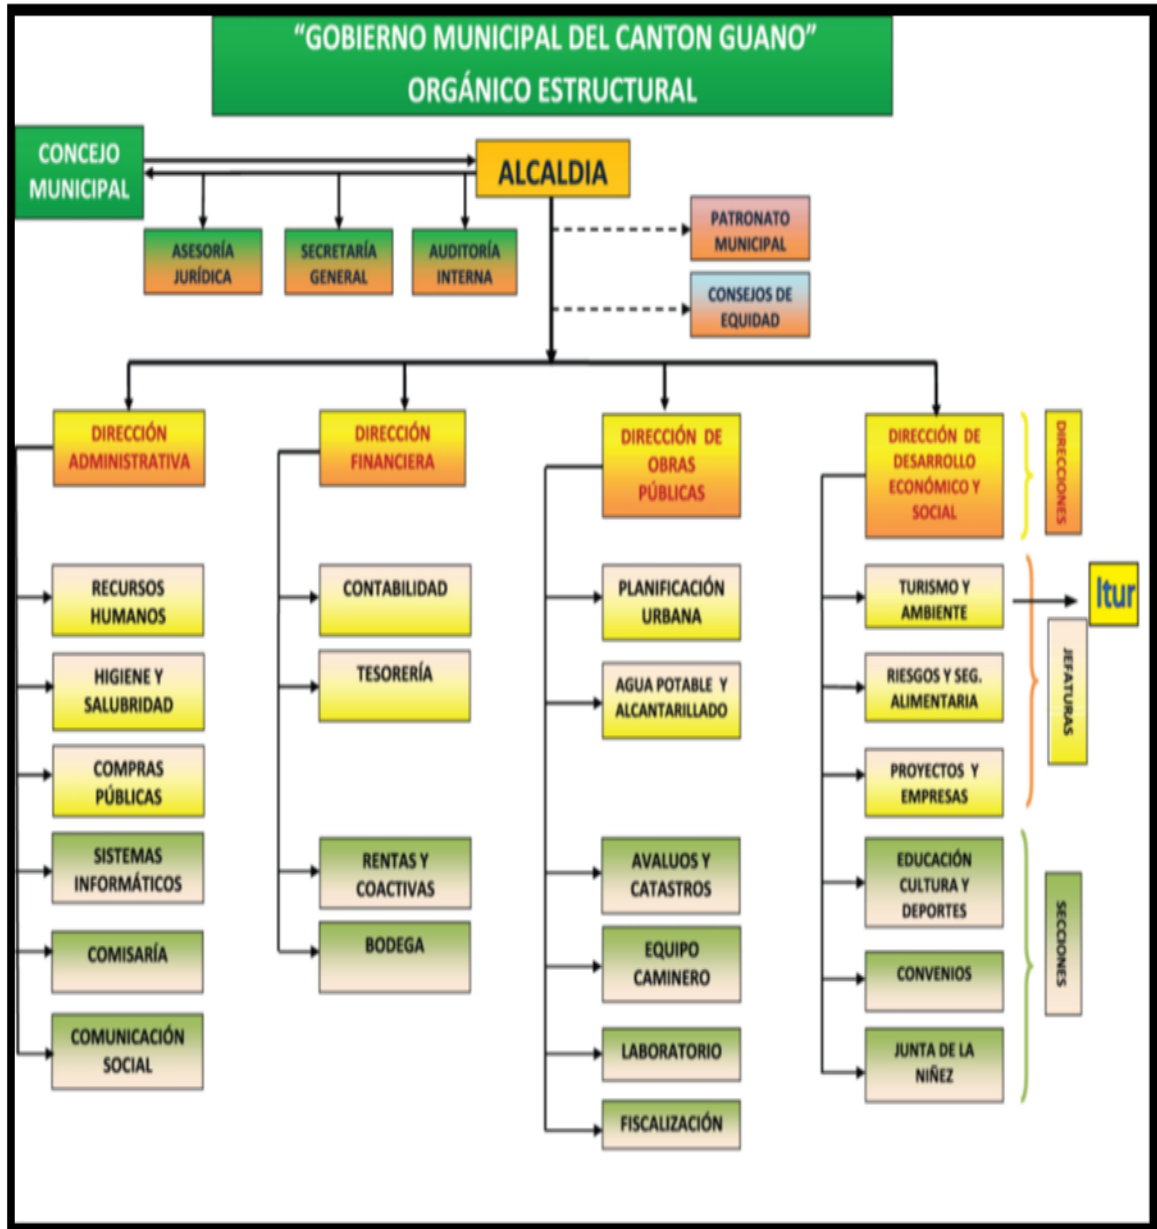 “GOBIERNO MUNICIPAL DEL CANTON GUANO”
ORGÁNICO ESTRUCTURAL
CONCEJO
MUNICIPAL
ALCALDIA
ASESORÍA
JURÍDICA
SECRETARÍA
GENERAL
AUDITORÍA
INTERNA
PATRONATO
MUNICIPAL
CONSEJOS DE
EQUIDAD
DIRECCIÓN
ADMINISTRATIVA
RECURSOS
HUMANOS
HIGIENE Y
SALUBRIDAD
COMPRAS
PÚBLICAS
SISTEMAS
INFORMÁTICOS
COMISARÍA
COMUNICACIÓN
SOCIAL
DIRECCIÓN
FINANCIERA
CONTABILIDAD
TESORERÍA
RENTAS Y
COACTIVAS
BODEGA
DIRECCIÓN DE
OBRAS
PÚBLICAS
PLANIFICACIÓN
URBANA
AGUA POTABLE Y
ALCANTARILLADO
AVALUOS Y
CATASTROS
EQUIPO
CAMINERO
LABORATORIO
FISCALIZACIÓN
DIRECCIÓN DE
DESARROLLO
ECONÓMICO Y
SOCIAL
TURISMO Y
AMBIENTE
RIESGOS Y SEG.
ALIMENTARIA
PROYECTOS Y
EMPRESAS
EDUCACIÓN
CULTURA Y
DEPORTES
CONVENIOS
JUNTA DE LA
NIÑEZ
DIRECCIONES
Itur
JEFATURAS
SECCIONES